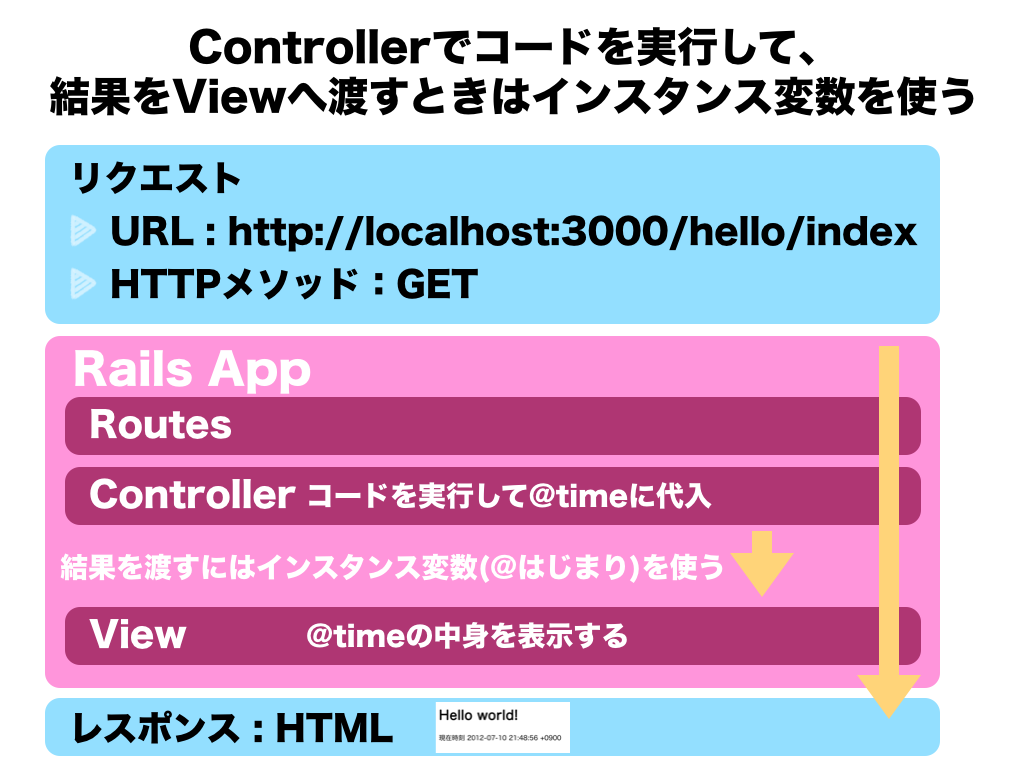 Controllerでコードを実行して、
結果をViewへ渡すときはインスタンス変数を使う
リクエスト
URL : http://localhost:3000/hello/index
HTTPメソッド：GET
Rails App
Routes
Controller コードを実行して@timeに代入
結果を渡すにはインスタンス変数(@はじまり)を使う
View @timeの中身を表示する
レスポンス : HTML
Hello world!
現在時刻 2012-07-10 21:48:56 +0900